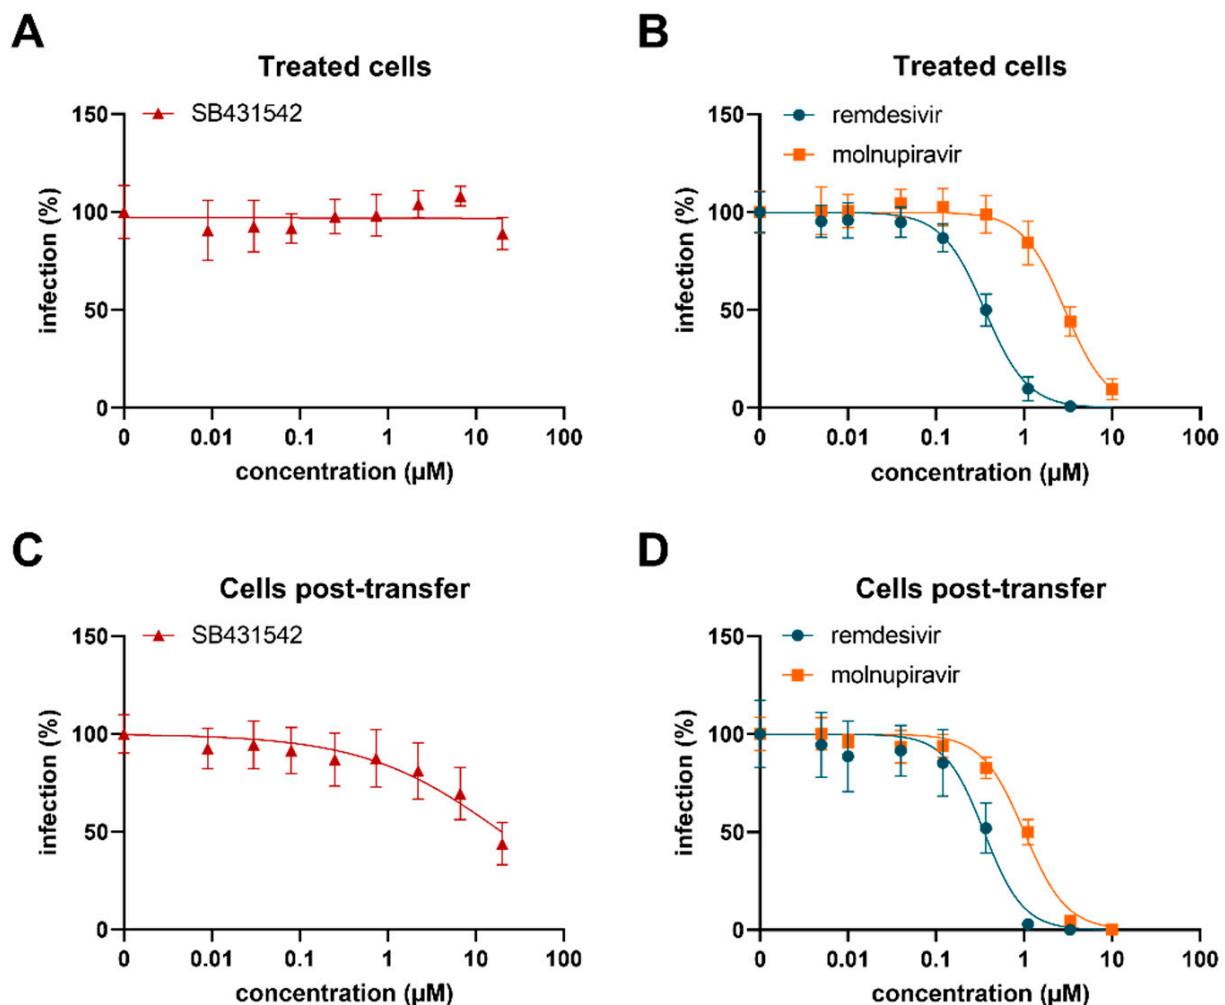 A
Treated cells
SB431542
150
100
50
0
infection (%)
0 0.01 0.1 1 10 100
concentration (µM)
B
Treated cells
remdesivir
molnupiravir
150
100
50
0
infection (%)
0 0.01 0.1 1 10 100
concentration (µM)
C
Cells post-transfer
SB431542
150
100
50
0
infection (%)
0 0.01 0.1 1 10 100
concentration (µM)
D
Cells post-transfer
remdesivir
molnupiravir
150
100
50
0
infection (%)
0 0.01 0.1 1 10 100
concentration (µM)